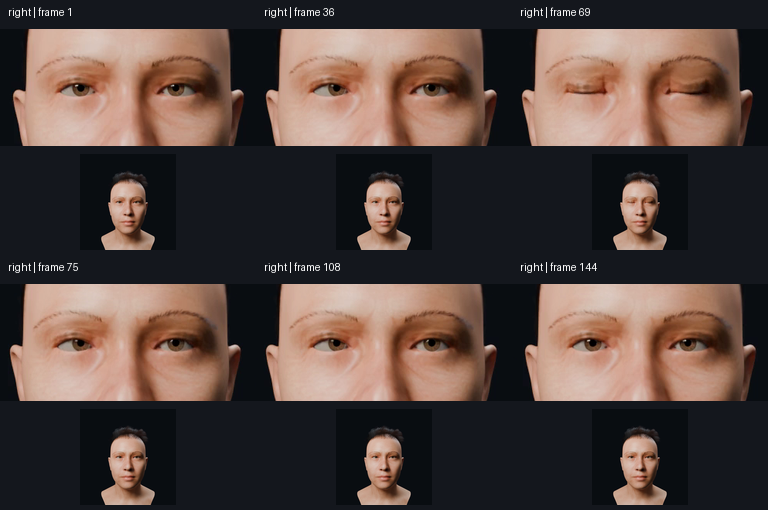 right | frame 1
right | frame 36
right | frame 69
right | frame 75
right | frame 108
right | frame 144